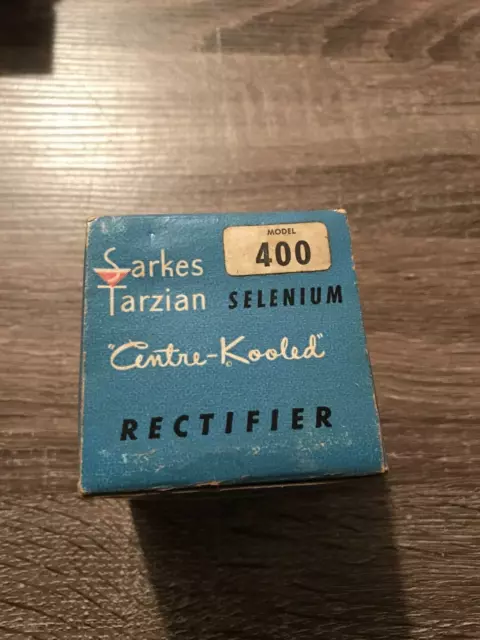 MODEL
400
Sarkes
Tarzian SELENIUM
"Centre-Kooled"
RECTIFIER